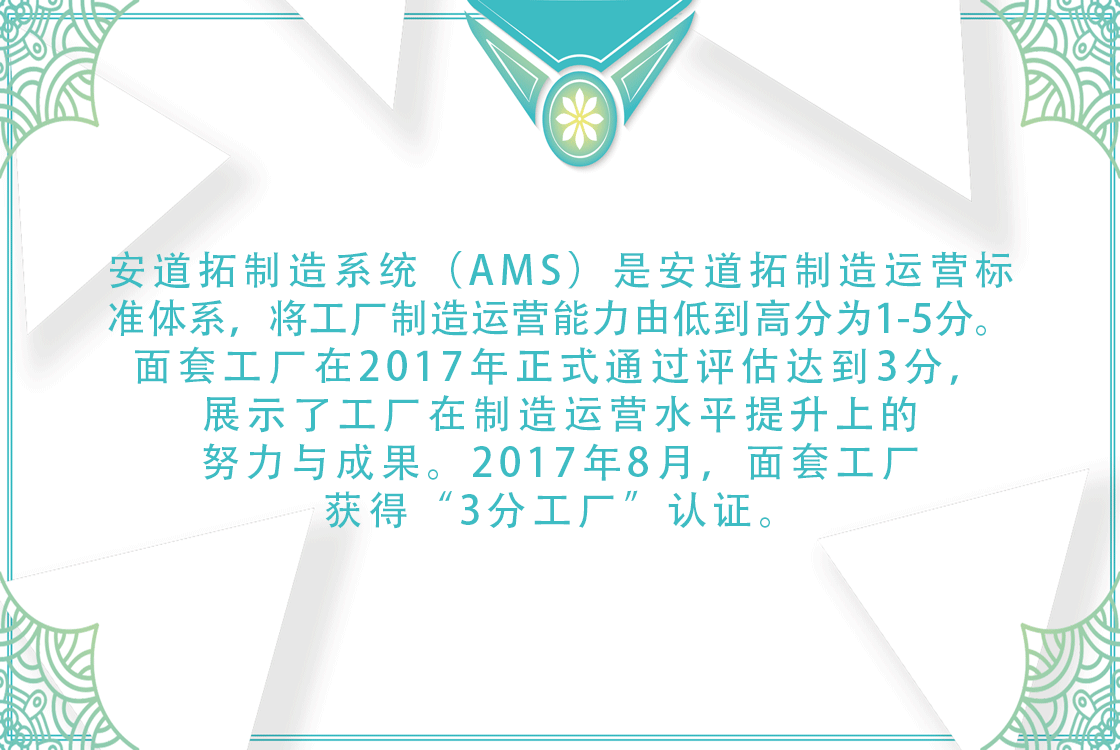 安道拓制造系统（AMS）是安道拓制造运营标
准体系，将工厂制造运营能力由低到高分为1-5分。
面套工厂在2017年正式通过评估达到3分，
展示了工厂在制造运营水平提升上的
努力与成果。2017年8月，面套工厂
获得“3分工厂”认证。